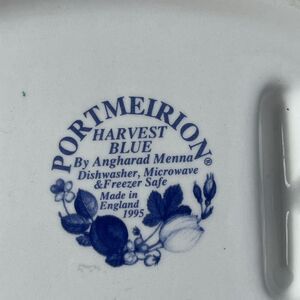 PORTMEIRION®
HARVEST
BLUE
By Angharad Menna
Dishwasher, Microwave
&Freezer Safe
Made in
England
1995